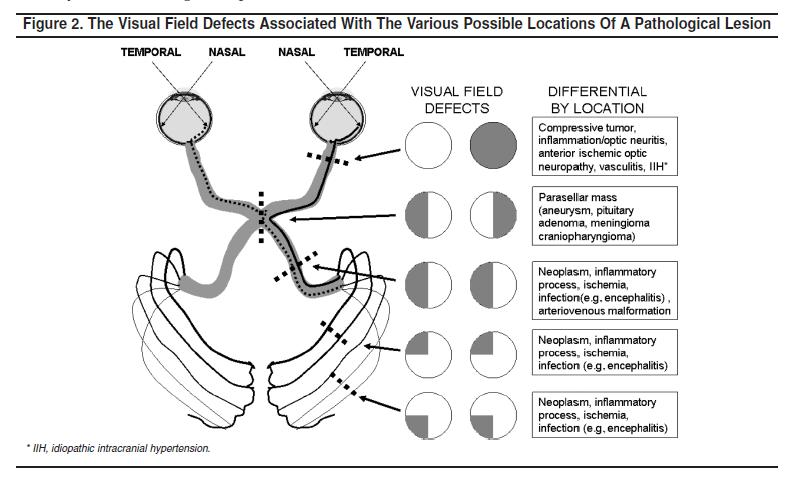 Figure 2. The Visual Field Defects Associated With The Various Possible Locations Of A Pathological Lesion
TEMPORAL NASAL NASAL TEMPORAL
VISUAL FIELD
DEFECTS
DIFFERENTIAL
BY LOCATION
Compressive tumor,
inflammation/optic neuritis,
anterior ischemic optic
neuropathy, vasculitis, IIH*
Parasellar mass
(aneurysm, pituitary
adenoma, meningioma
craniopharyngioma)
Neoplasm, inflammatory
process, ischemia,
infection(e.g. encephalitis) ,
arteriovenous malformation
Neoplasm, inflammatory
process, ischemia,
infection (e.g, encephalitis)
Neoplasm, inflammatory
process, ischemia,
infection (e.g, encephalitis)
* IIH, idiopathic intracranial hypertension.